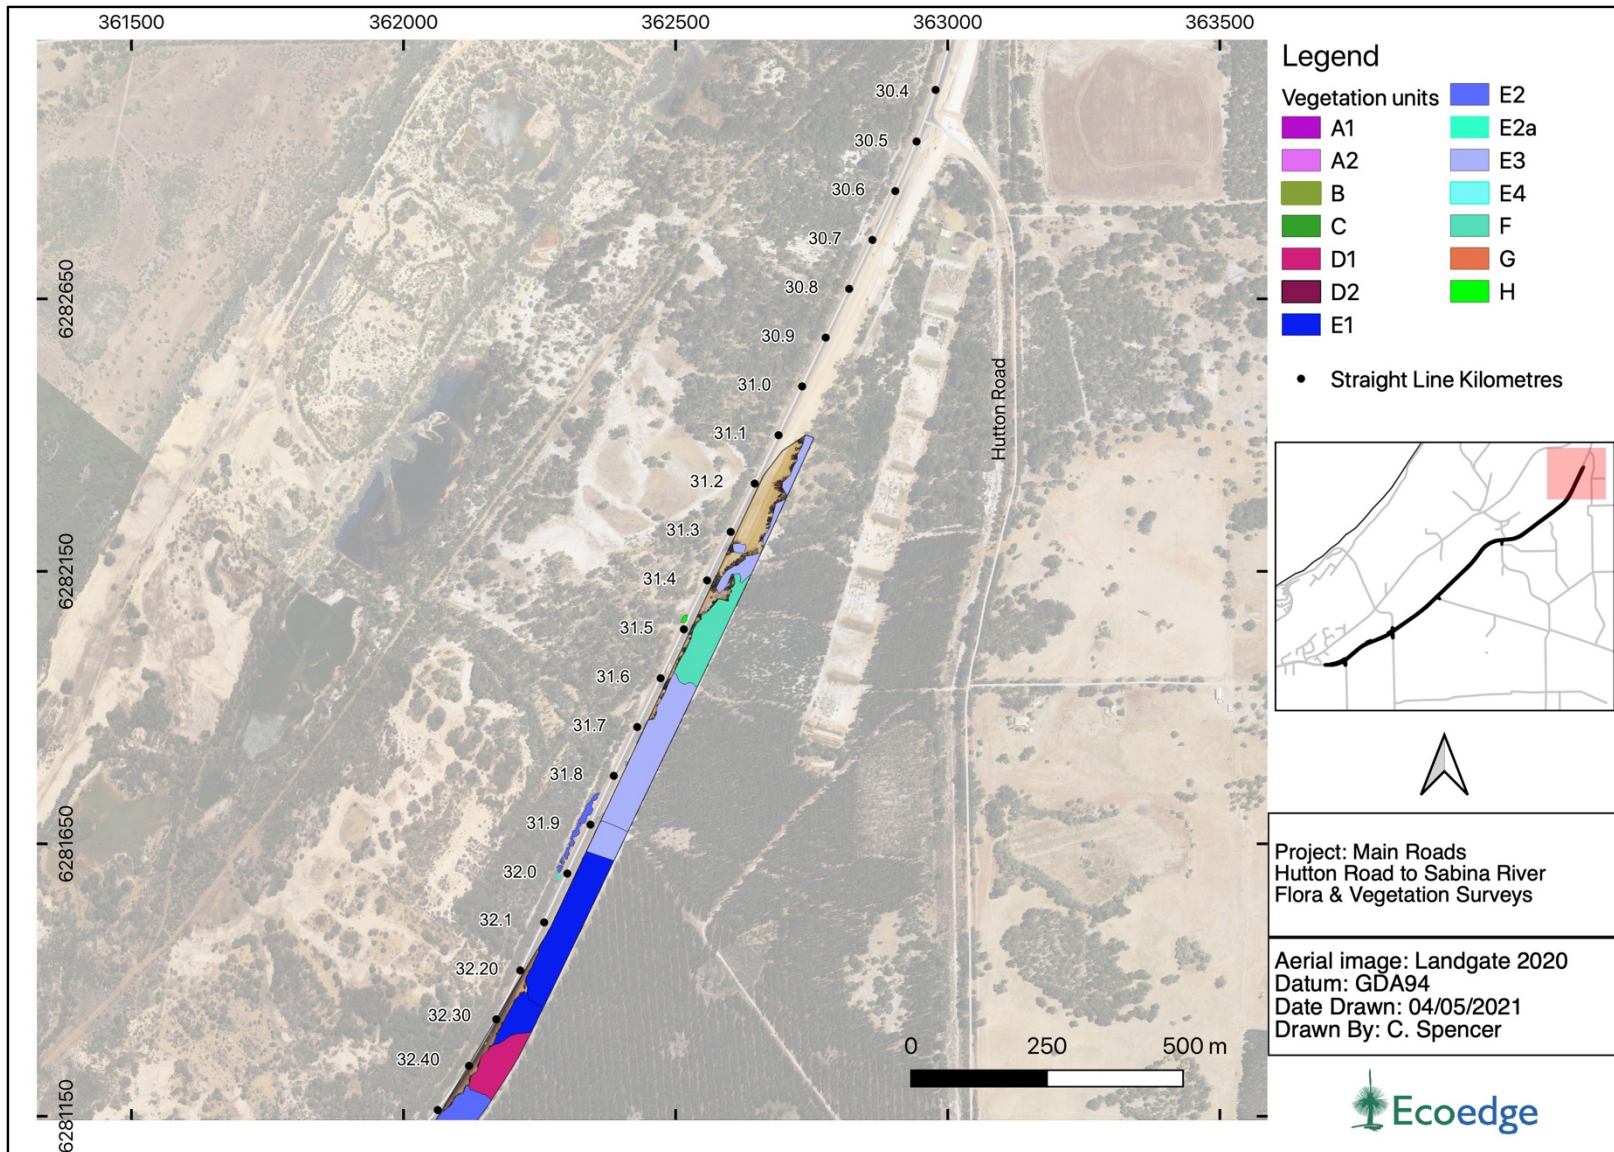 361500
362000
362500
363000
363500
6282650
6282150
6281650
6281150
30.4
30.5
30.6
30.7
30.8
30.9
31.0
31.1
31.2
31.3
31.4
31.5
31.6
31.7
31.8
31.9
32.0
32.1
32.20
32.30
32.40
Hutton Road
0 250 500 m
Legend
Vegetation units
A1
A2
B
C
D1
D2
E1
E2
E2a
E3
E4
F
G
H
Straight Line Kilometres
Project: Main Roads
Hutton Road to Sabina River
Flora & Vegetation Surveys
Aerial image: Landgate 2020
Datum: GDA94
Date Drawn: 04/05/2021
Drawn By: C. Spencer
Ecoedge